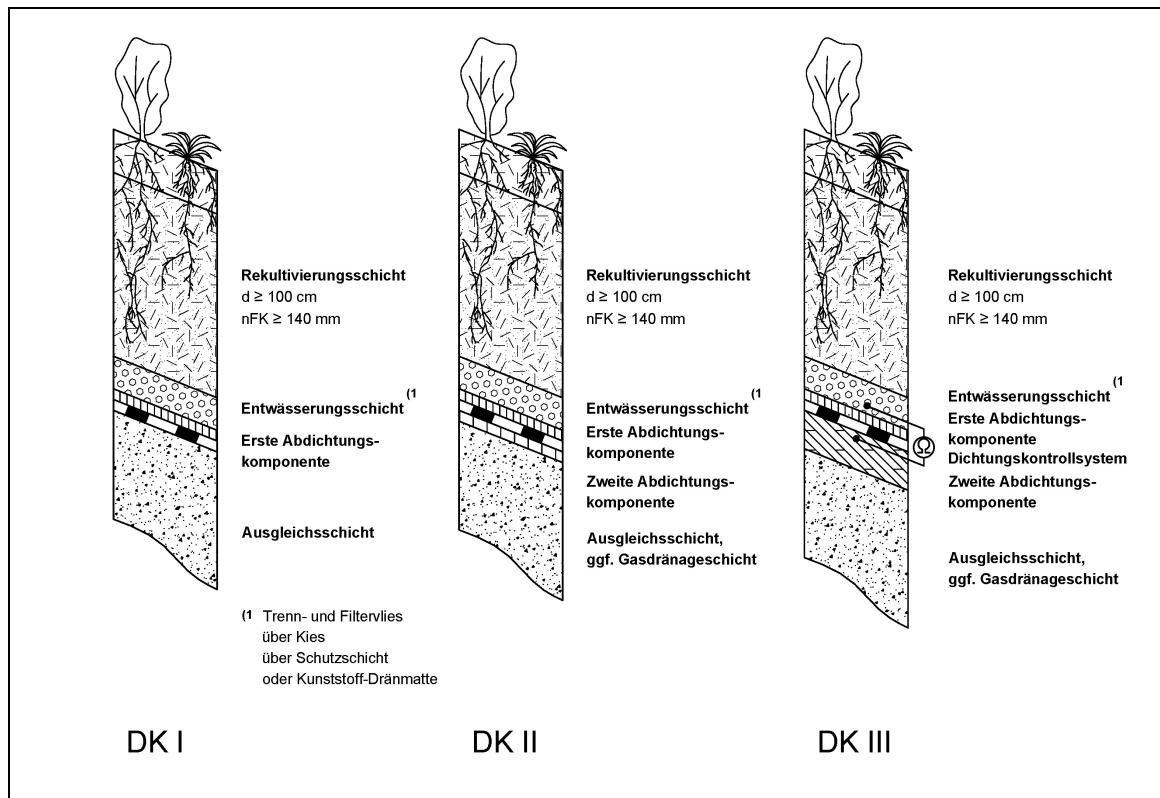 Rekultivierungsschicht
d ≥ 100 cm
nFK ≥ 140 mm
Entwässerungsschicht (1
Erste Abdichtungs-
komponente
Ausgleichsschicht
(1 Trenn- und Filtervlies
über Kies
über Schutzschicht
oder Kunststoff-Dränmatte
DK I
Rekultivierungsschicht
d ≥ 100 cm
nFK ≥ 140 mm
Entwässerungsschicht (1
Erste Abdichtungs-
komponente
Zweite Abdichtungs-
komponente
Ausgleichsschicht,
ggf. Gasdränageschicht
DK II
Rekultivierungsschicht
d ≥ 100 cm
nFK ≥ 140 mm
Entwässerungsschicht (1
Erste Abdichtungs-
komponente
Dichtungskontrollsystem
Zweite Abdichtungs-
komponente
Ausgleichsschicht,
ggf. Gasdränageschicht
Ω
DK III